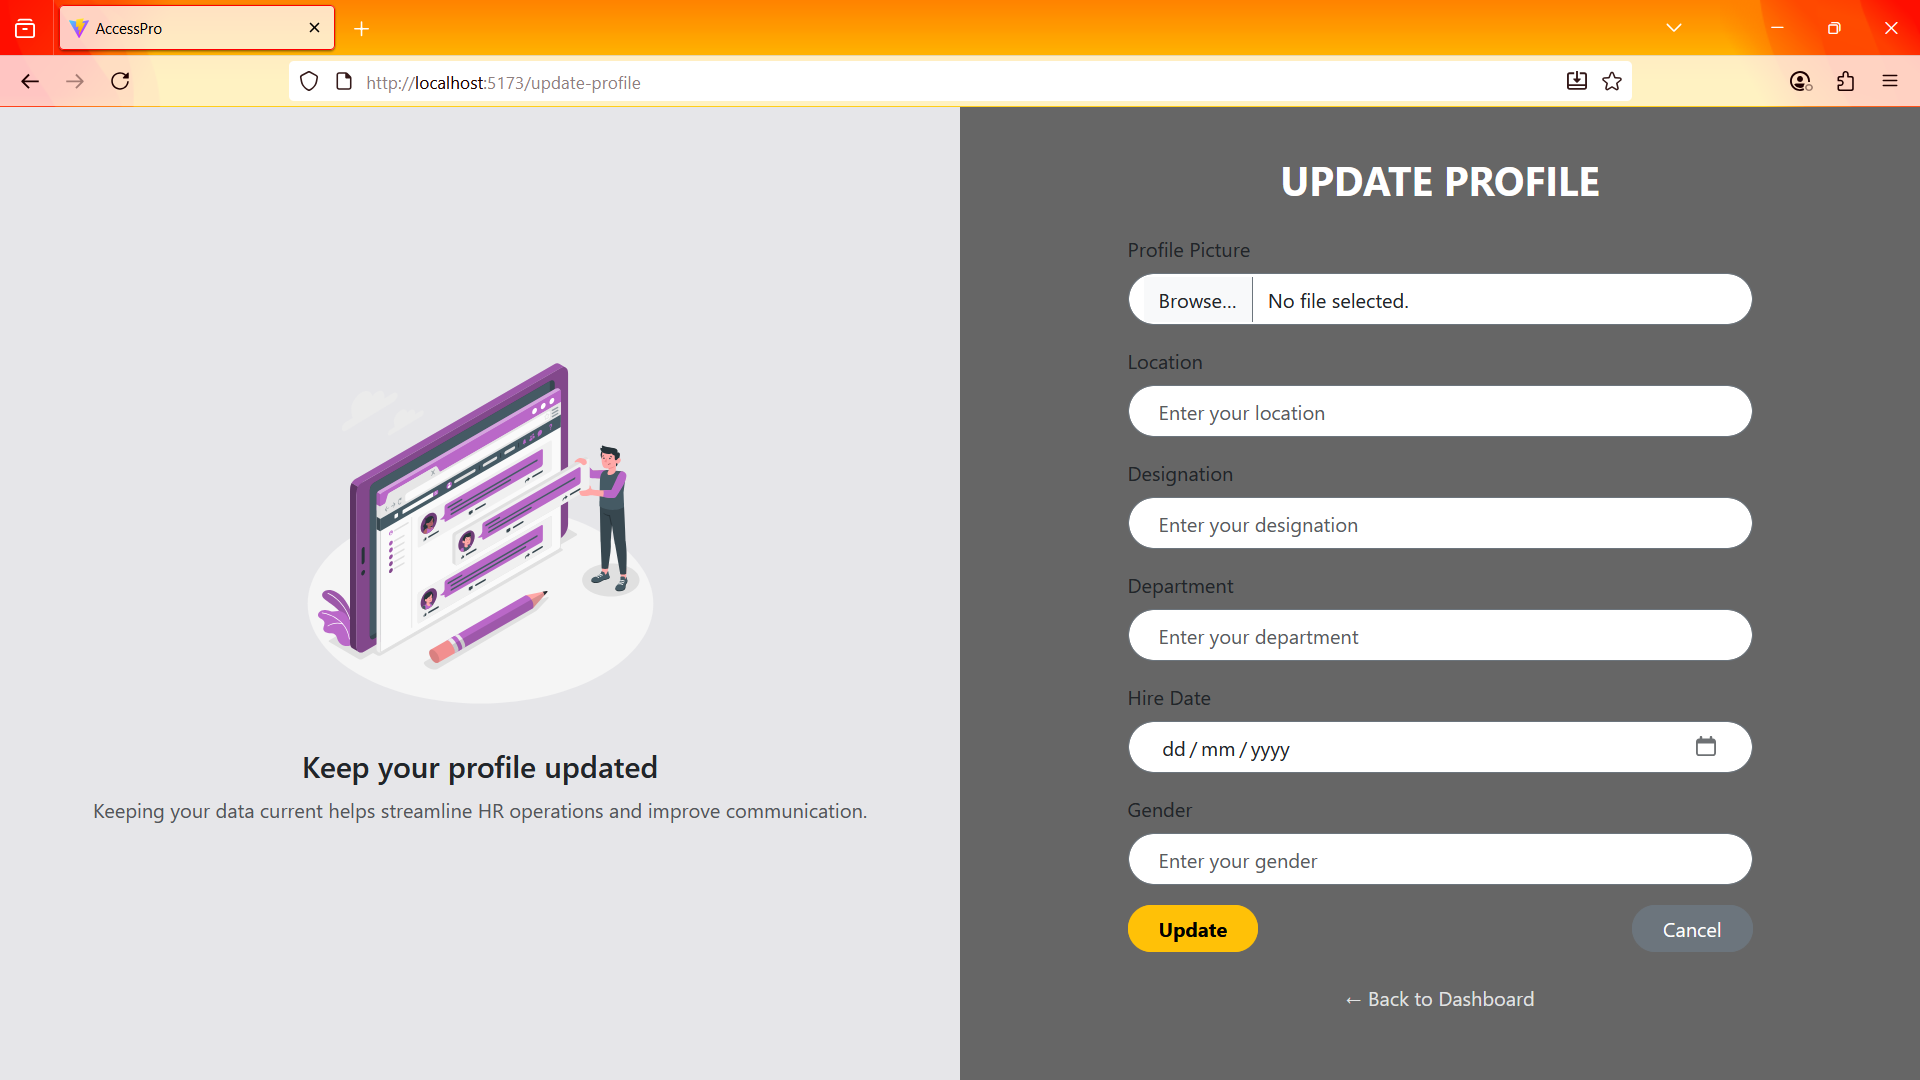 AccessPro
http://localhost:5173/update-profile
Keep your profile updated
Keeping your data current helps streamline HR operations and improve communication.
UPDATE PROFILE
Profile Picture
Browse... No file selected.
Location
Enter your location
Designation
Enter your designation
Department
Enter your department
Hire Date
dd/mm/yyyy
Gender
Enter your gender
Update
Cancel
← Back to Dashboard